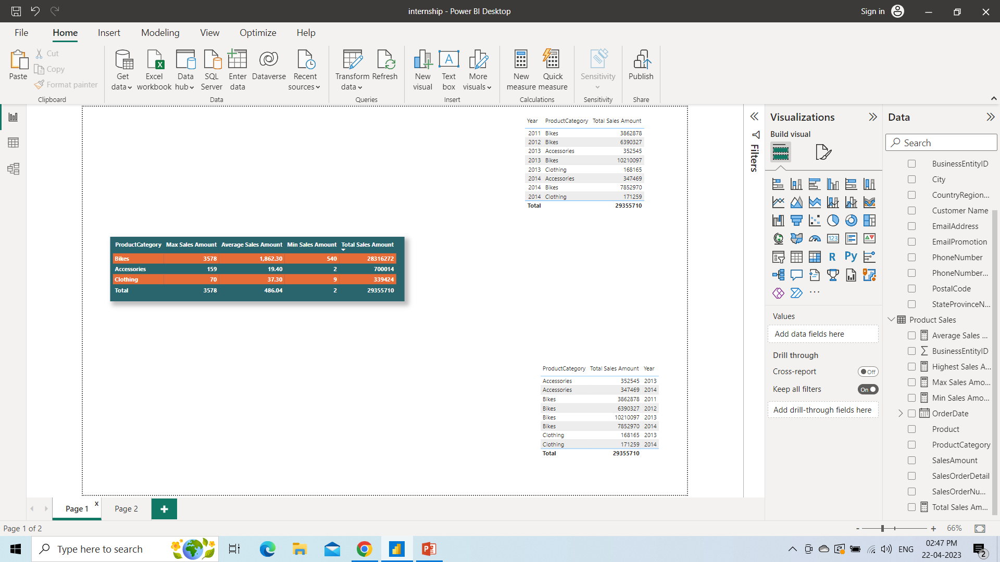 internship - Power BI Desktop
Sign in
File Home Insert Modeling View Optimize Help
Paste
Cut
Copy
Format painter
Clipboard
Get data
Excel workbook
Data hub
SQL Server
Enter data
Dataverse
Recent sources
Data
Transform data
Refresh
Queries
New visual
Text box
More visuals
Insert
New measure
Quick measure
Calculations
Sensitivity
Sensitivity
Publish
Share
Year ProductCategory Total Sales Amount
2011 Bikes 3862878
2012 Bikes 6390327
2013 Accessories 352545
2013 Bikes 10210097
2013 Clothing 168165
2014 Accessories 347469
2014 Bikes 7852970
2014 Clothing 171259
Total 29355710
ProductCategory Max Sales Amount Average Sales Amount Min Sales Amount Total Sales Amount
Bikes 3578 1,862.30 540 28316272
Accessories 159 19.40 2 700014
Clothing 70 37.30 9 339424
Total 3578 486.04 2 29355710
ProductCategory Total Sales Amount Year
Accessories 352545 2013
Accessories 347469 2014
Bikes 3862878 2011
Bikes 6390327 2012
Bikes 10210097 2013
Bikes 7852970 2014
Clothing 168165 2013
Clothing 171259 2014
Total 29355710
Filters
Visualizations
Build visual
123
R
Py
...
Values
Add data fields here
Drill through
Cross-report Off
Keep all filters On
Add drill-through fields here
Data
Search
BusinessEntityID
City
CountryRegion...
Customer Name
EmailAddress
EmailPromotion
PhoneNumber
PhoneNumber...
PostalCode
StateProvinceN...
Product Sales
Average Sales ...
BusinessEntityID
Highest Sales A...
Max Sales Amo...
Min Sales Amo...
OrderDate
Product
ProductCategory
SalesAmount
SalesOrderDetail
SalesOrderNu...
Total Sales Am...
Page 1 x Page 2 +
Page 1 of 2
- + 66%
Type here to search
ENG
02:47 PM
22-04-2023
2